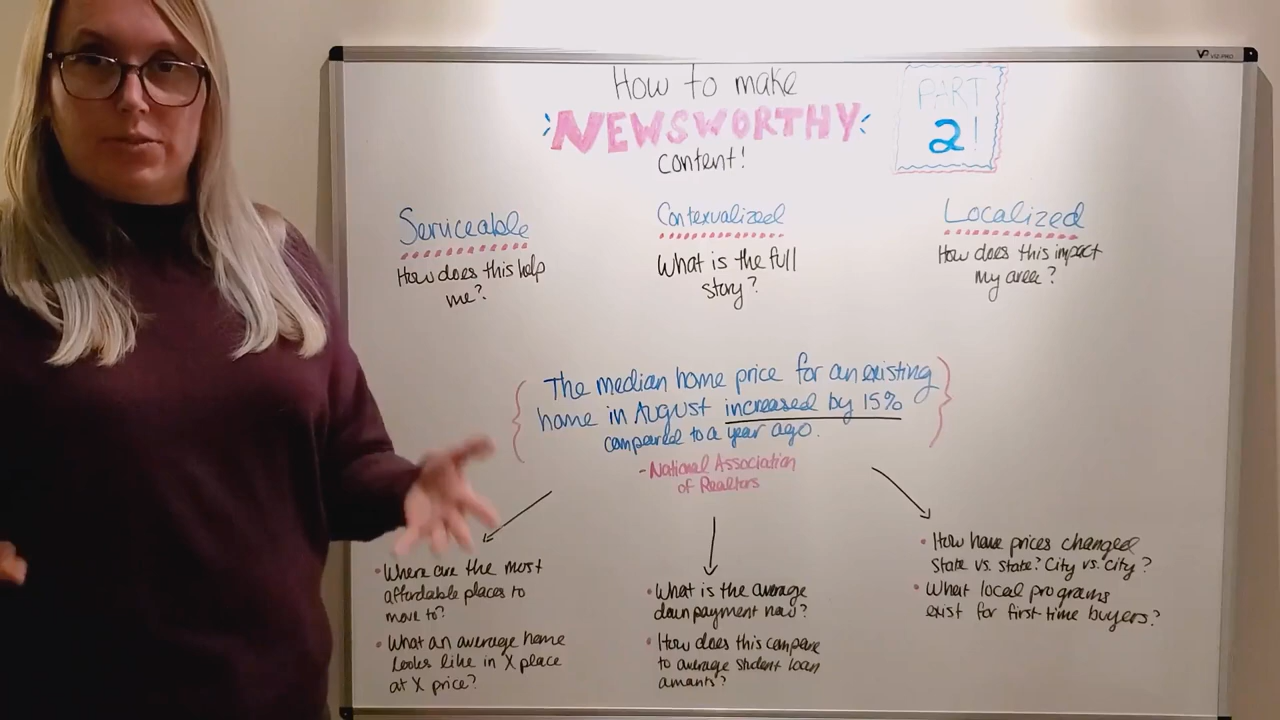 VIZ-PRO
How to make
NEWSWORTHY
content!
PART
2!
Serviceable
How does this help
me?
Contexualized
What is the full
story?
Localized
How does this impact
my area?
The median home price for an existing
home in August increased by 15%
compared to a year ago.
- National Association
of Realtors
• Where are the most
affordable places to
move to?
• What an average home
looks like in X place
at X price?
• What is the average
down payment now?
• How does this compare
to average student loan
amants?
• How have prices changed
State vs. State? City vs. City?
• What local programs
exist for first time buyers?